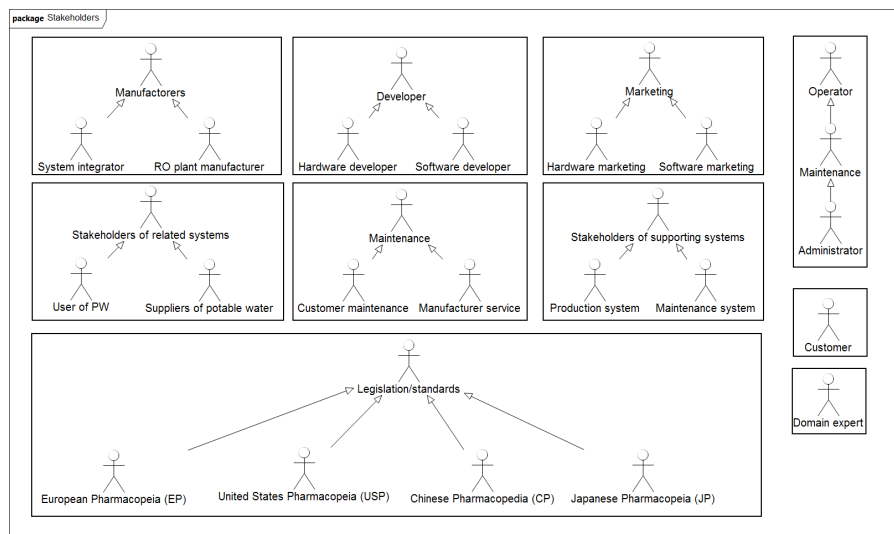 package Stakeholders
Manufactorers
System integrator
RO plant manufacturer
Developer
Hardware developer
Software developer
Marketing
Hardware marketing
Software marketing
Operator
Maintenance
Administrator
Stakeholders of related systems
User of PW
Suppliers of potable water
Maintenance
Customer maintenance
Manufacturer service
Stakeholders of supporting systems
Production system
Maintenance system
Customer
Domain expert
Legislation/standards
European Pharmacopeia (EP)
United States Pharmacopeia (USP)
Chinese Pharmacopedia (CP)
Japanese Pharmacopeia (JP)